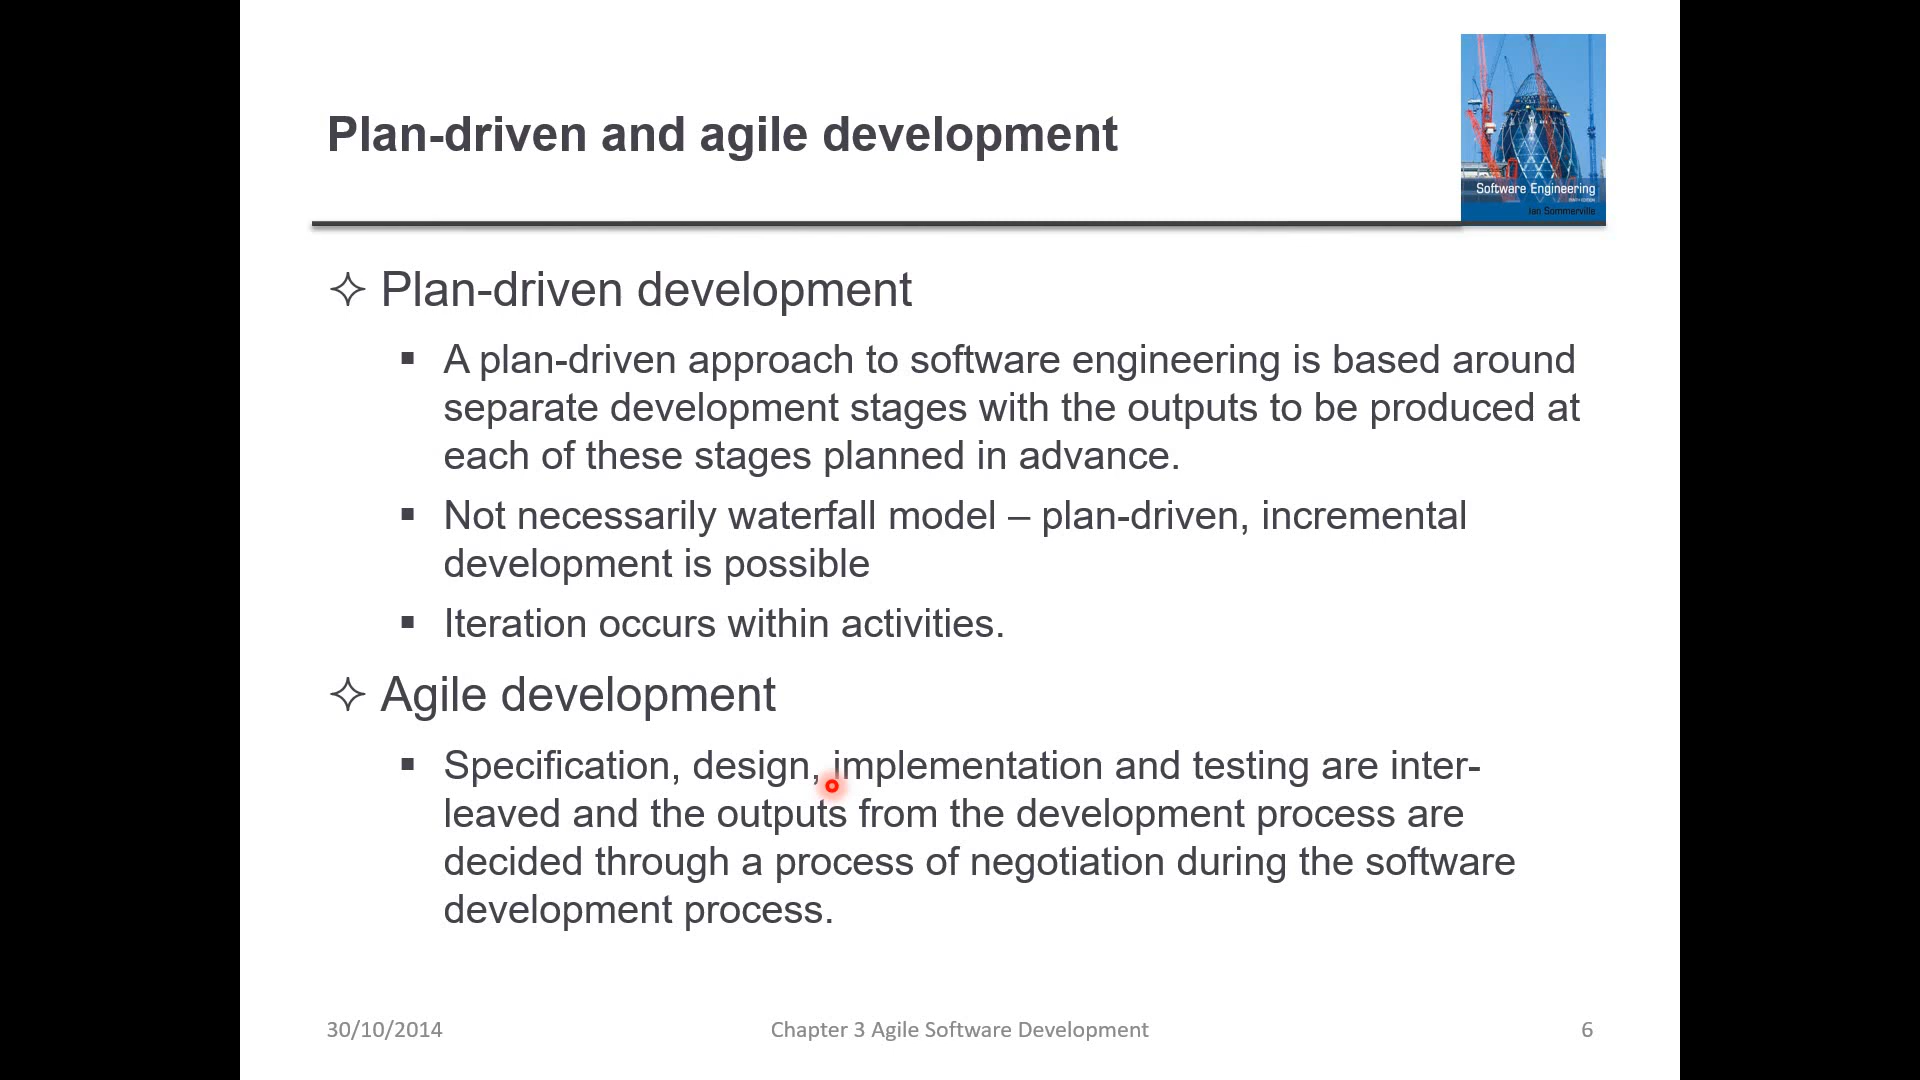 Plan-driven and agile development
Software Engineering
Ian Sommerville
Plan-driven development
A plan-driven approach to software engineering is based around
separate development stages with the outputs to be produced at
each of these stages planned in advance.
Not necessarily waterfall model – plan-driven, incremental
development is possible
Iteration occurs within activities.
Agile development
Specification, design, implementation and testing are inter-
leaved and the outputs from the development process are
decided through a process of negotiation during the software
development process.
30/10/2014
Chapter 3 Agile Software Development
6